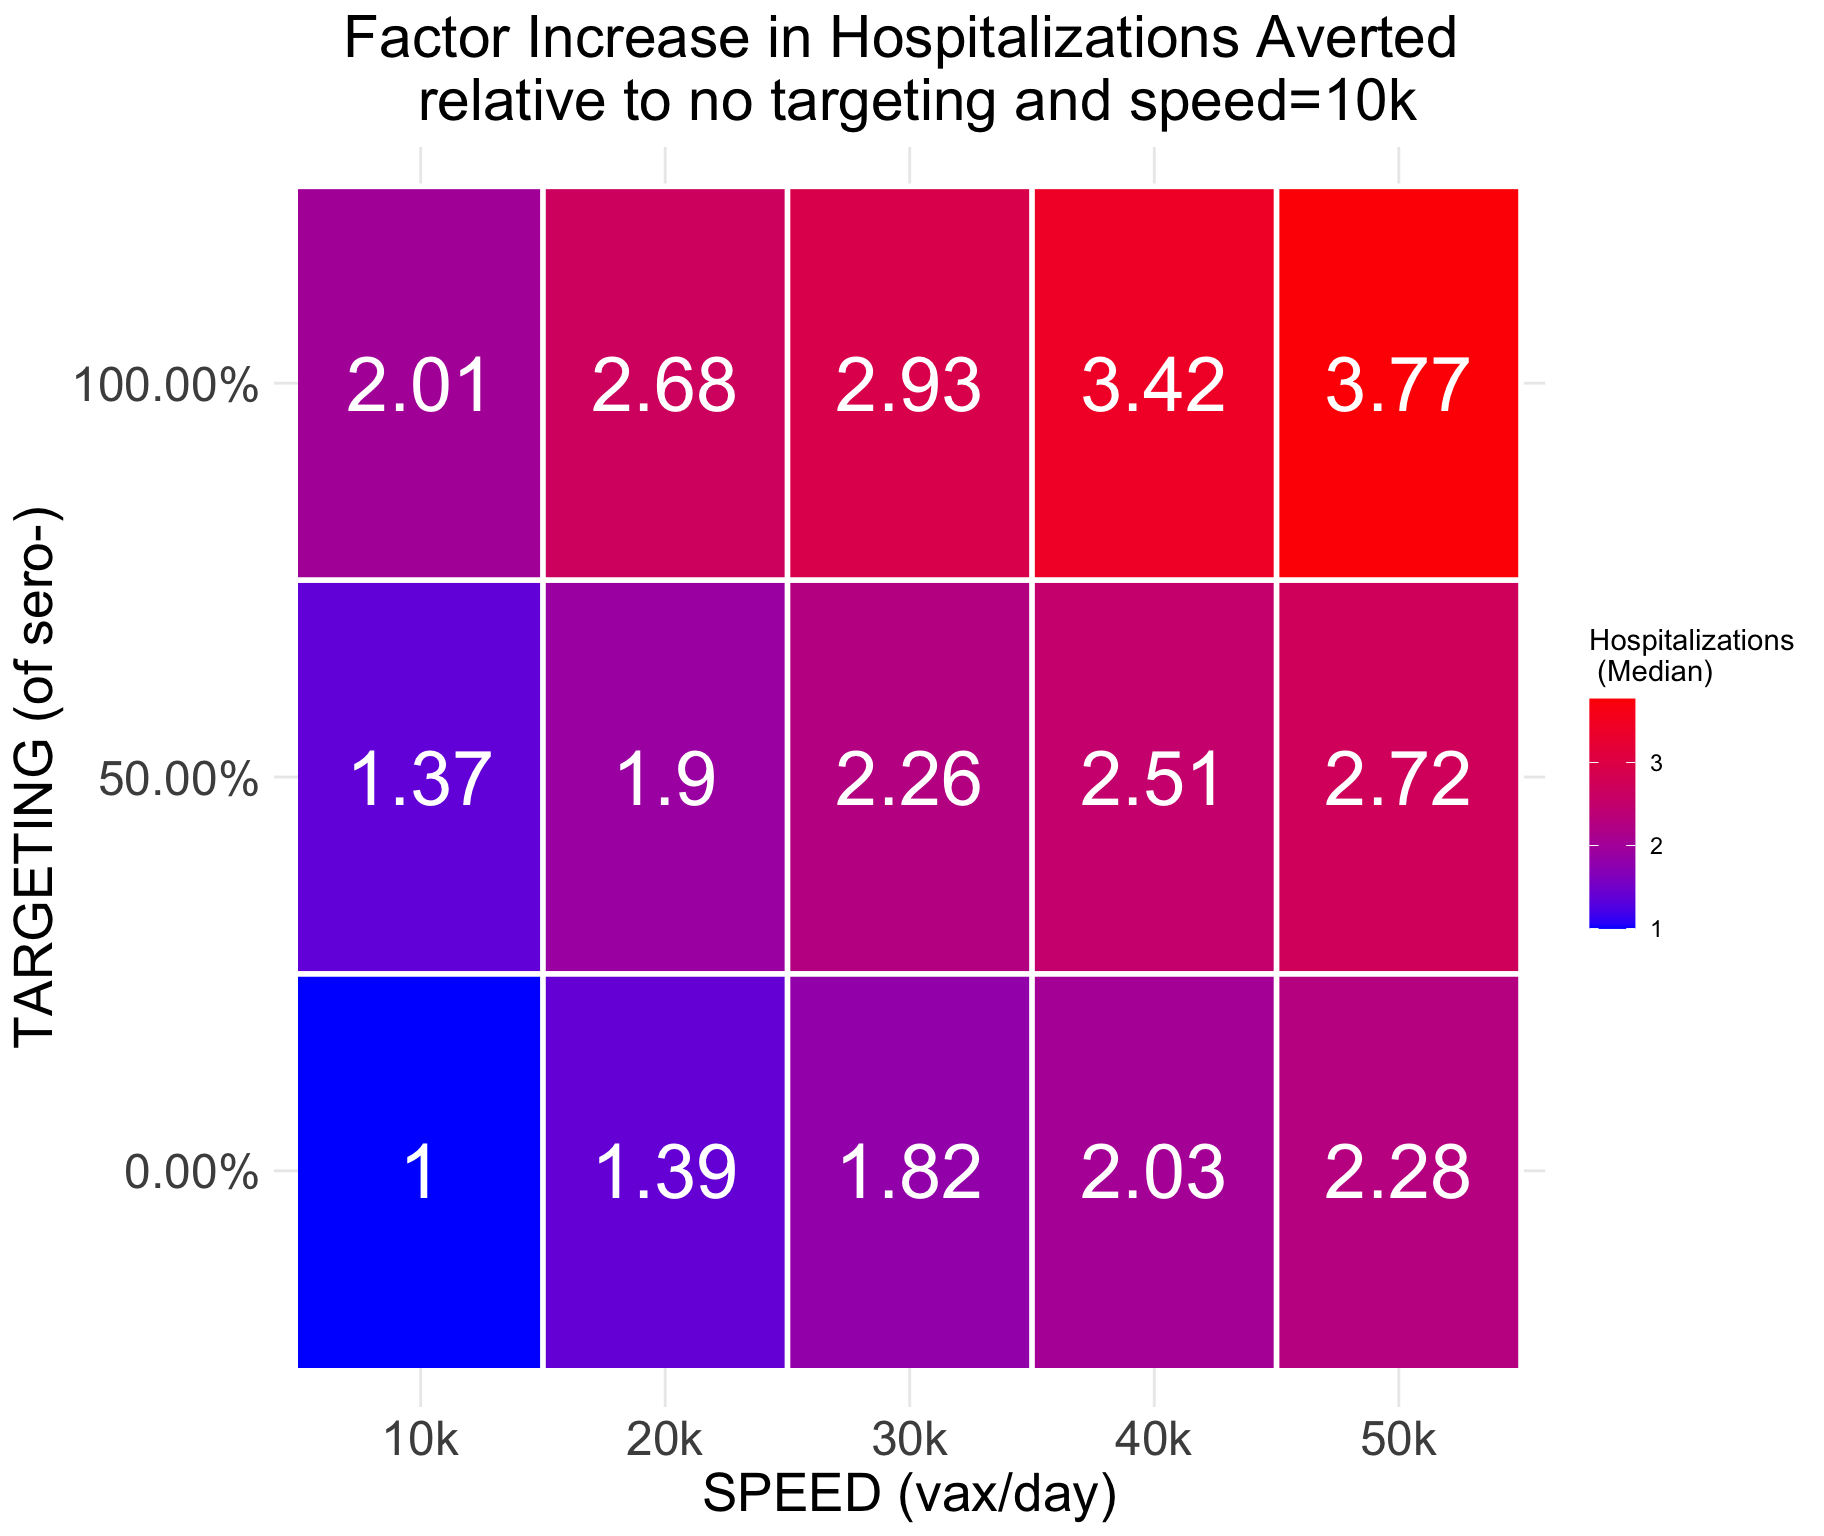 Factor Increase in Hospitalizations Averted
relative to no targeting and speed=10k
TARGETING (of sero-)
100.00%
2.01
2.68
2.93
3.42
3.77
50.00%
1.37
1.9
2.26
2.51
2.72
0.00%
1
1.39
1.82
2.03
2.28
10k
20k
30k
40k
50k
SPEED (vax/day)
Hospitalizations
(Median)
3
2
1